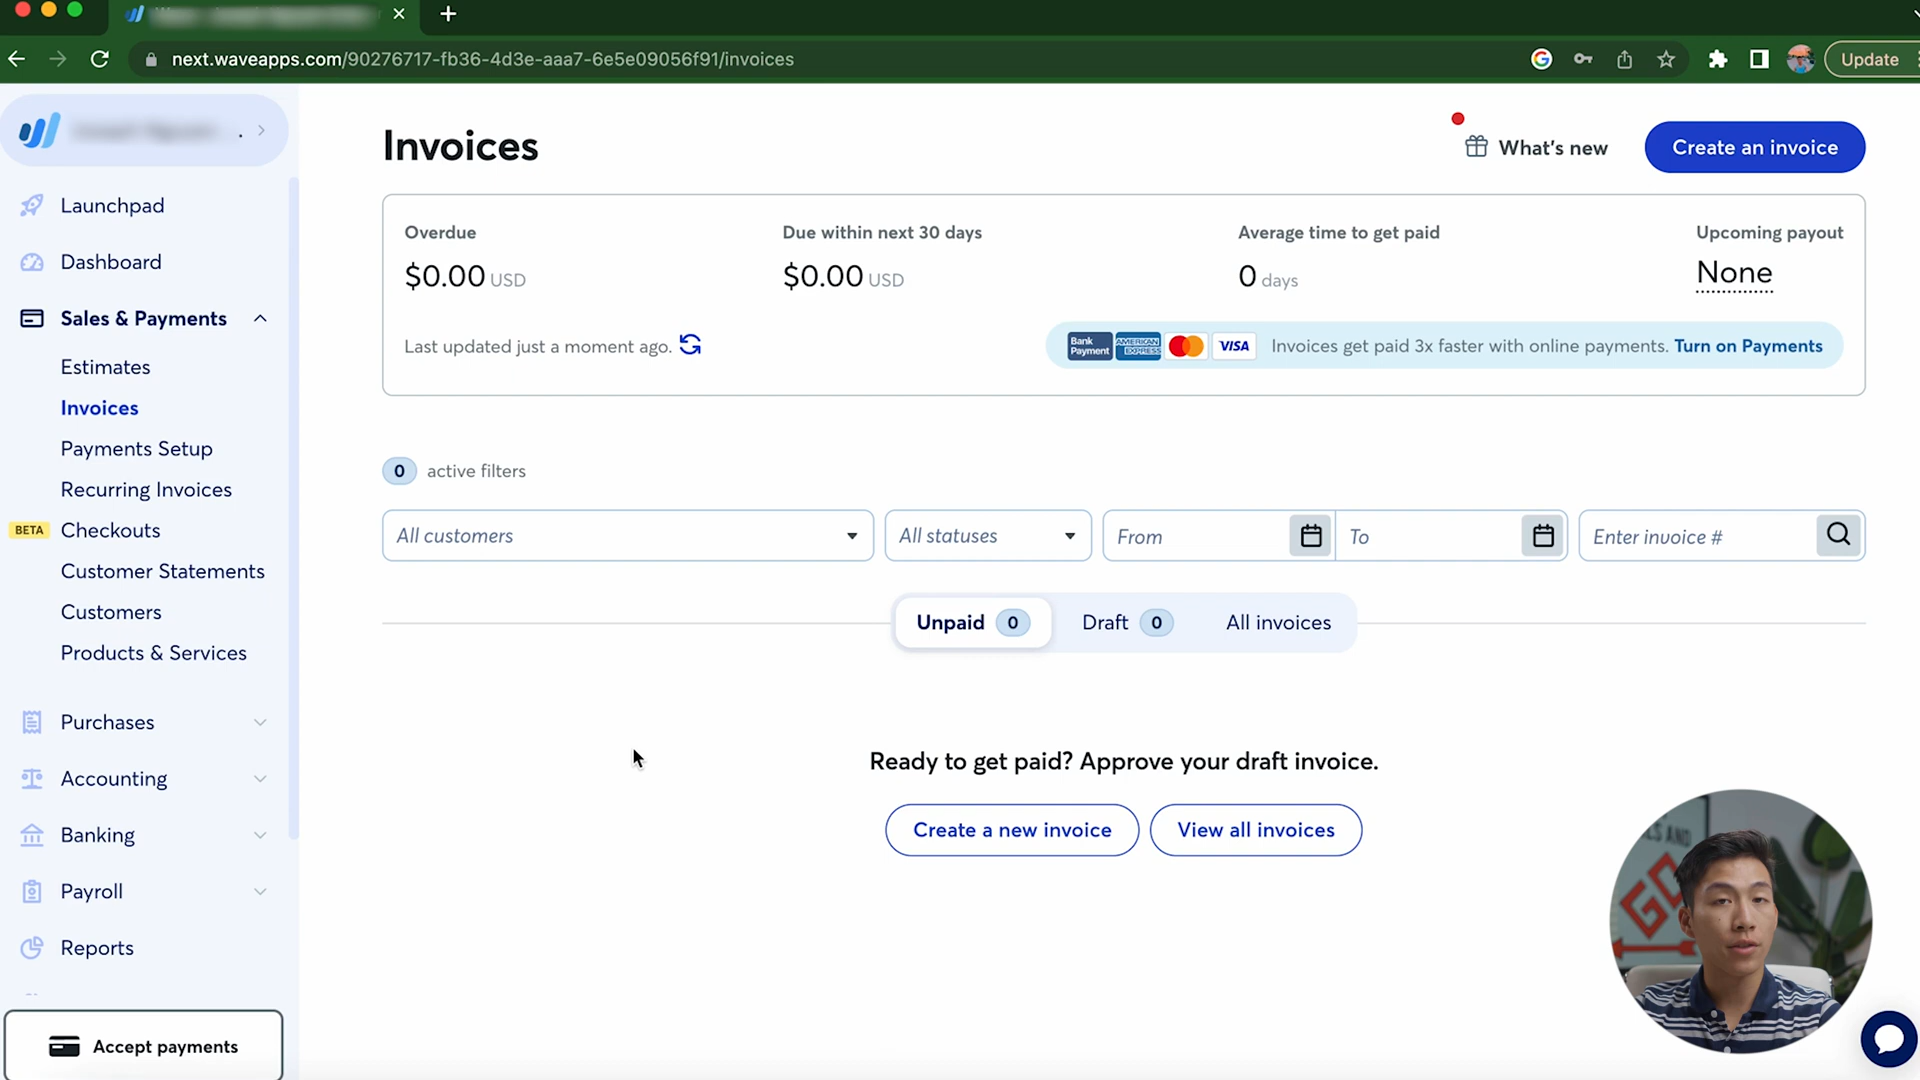 next.waveapps.com/90276717-fb36-4d3e-aaa7-6e5e09056f91/invoices
Update
Launchpad
Dashboard
Sales & Payments
Estimates
Invoices
Payments Setup
Recurring Invoices
BETA Checkouts
Customer Statements
Customers
Products & Services
Purchases
Accounting
Banking
Payroll
Reports
Accept payments
Invoices
What's new
Create an invoice
Overdue
$0.00 USD
Due within next 30 days
$0.00 USD
Average time to get paid
0 days
Upcoming payout
None
Last updated just a moment ago.
Bank Payment
AMERICAN EXPRESS
VISA
Invoices get paid 3x faster with online payments. Turn on Payments
0 active filters
All customers
All statuses
From
To
Enter invoice #
Unpaid 0
Draft 0
All invoices
Ready to get paid? Approve your draft invoice.
Create a new invoice
View all invoices